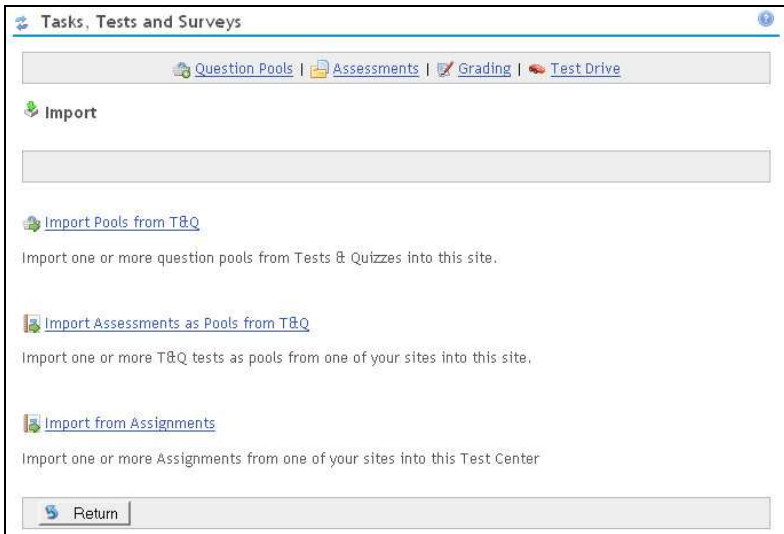 Tasks, Tests and Surveys
Question Pools | Assessments | Grading | Test Drive
Import
Import Pools from T&Q
Import one or more question pools from Tests & Quizzes into this site.
Import Assessments as Pools from T&Q
Import one or more T&Q tests as pools from one of your sites into this site.
Import from Assignments
Import one or more Assignments from one of your sites into this Test Center
Return